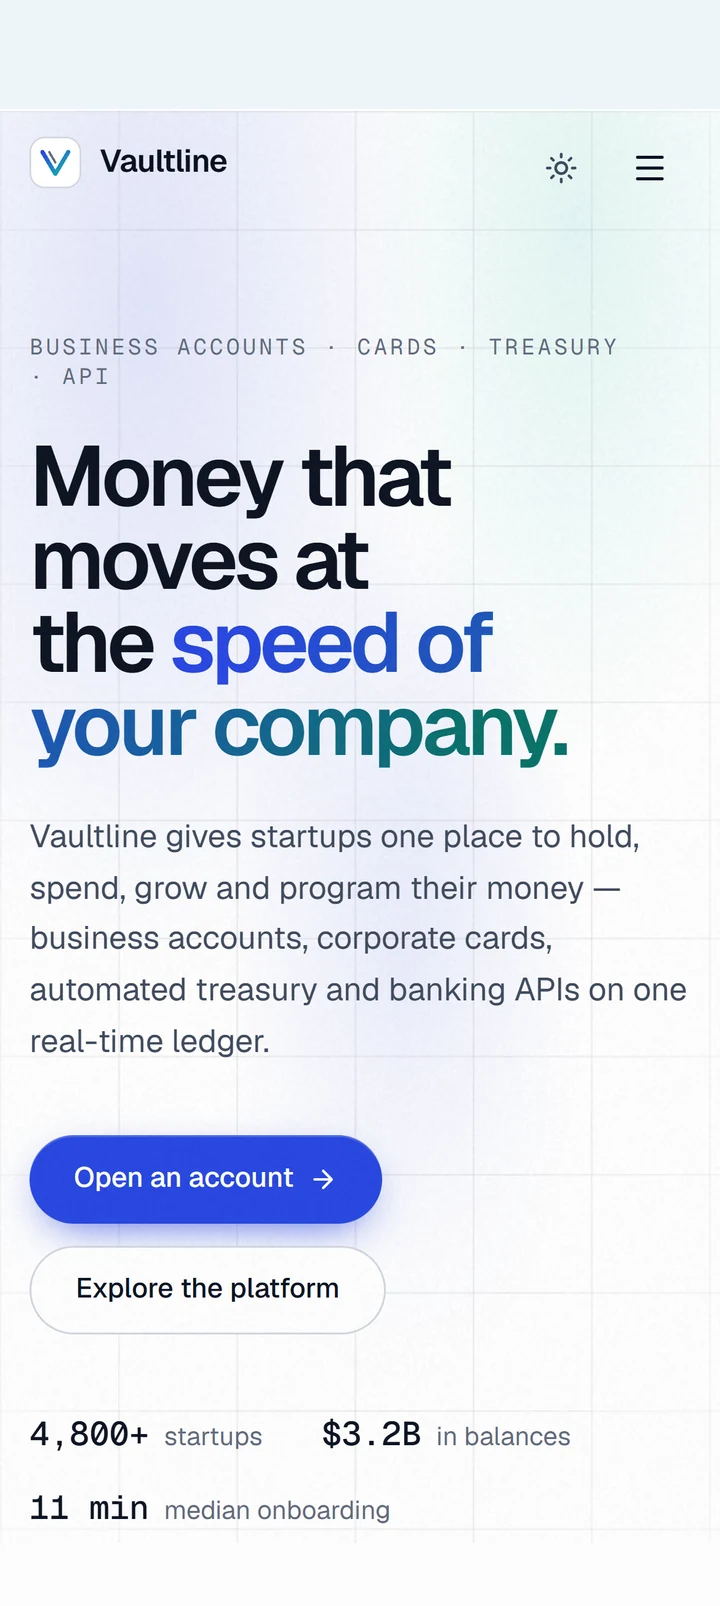 Vaultline
BUSINESS ACCOUNTS · CARDS · TREASURY
· API
Money that
moves at
the speed of
your company.
Vaultline gives startups one place to hold,
spend, grow and program their money —
business accounts, corporate cards,
automated treasury and banking APIs on one
real-time ledger.
Open an account →
Explore the platform
4,800+ startups $3.2B in balances
11 min median onboarding